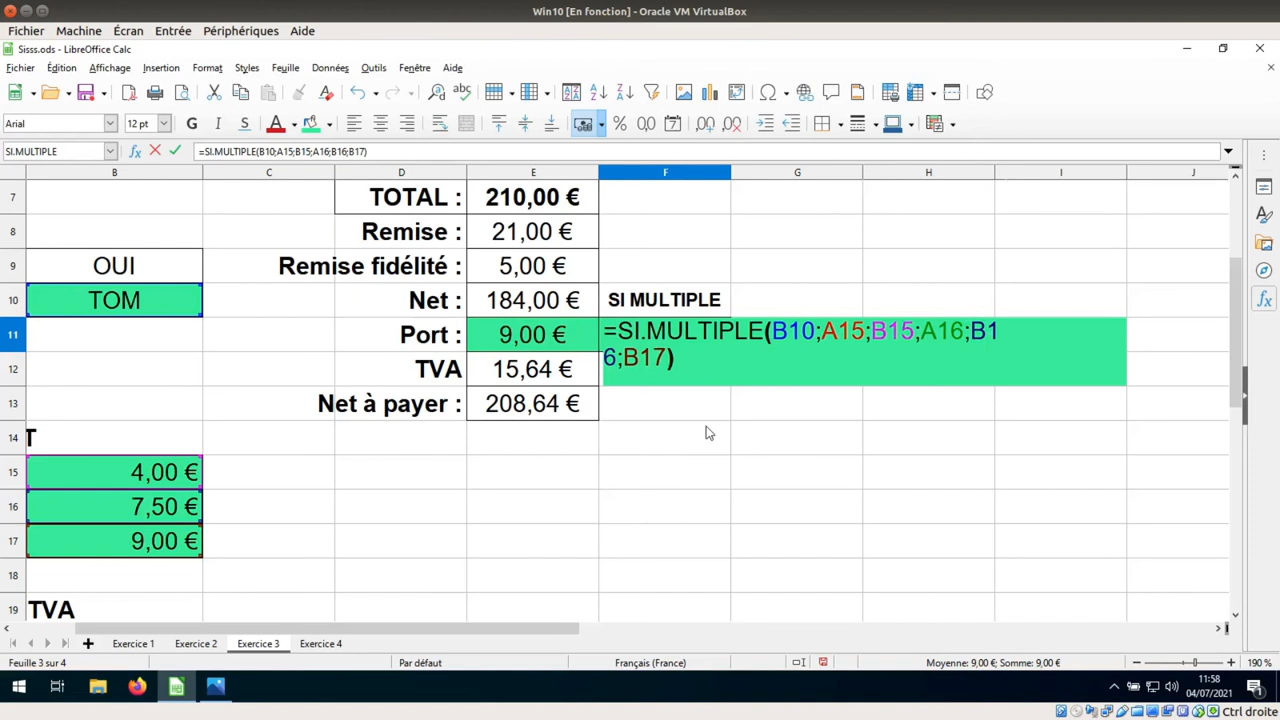 Win10 [En fonction] - Oracle VM VirtualBox
Fichier Machine Écran Entrée Périphériques Aide
Sisss.ods - LibreOffice Calc
Fichier Édition Affichage Insertion Format Styles Feuille Données Outils Fenêtre Aide
Arial 12 pt G I S
SI.MULTIPLE =SI.MULTIPLE(B10;A15;B15;A16;B16;B17)
B C D E F G H I J
7 TOTAL : 210,00 €
8 Remise : 21,00 €
9 OUI Remise fidélité : 5,00 €
10 TOM Net : 184,00 € SI MULTIPLE
11 Port : 9,00 € =SI.MULTIPLE(B10;A15;B15;A16;B1
6;B17)
12 TVA 15,64 €
13 Net à payer : 208,64 €
14 T
15 4,00 €
16 7,50 €
17 9,00 €
18
19 TVA
Exercice 1 Exercice 2 Exercice 3 Exercice 4
Feuille 3 sur 4 Par défaut Français (France) Moyenne: 9,00 €; Somme: 9,00 € 190 %
11:58
04/07/2021
Ctrl droite